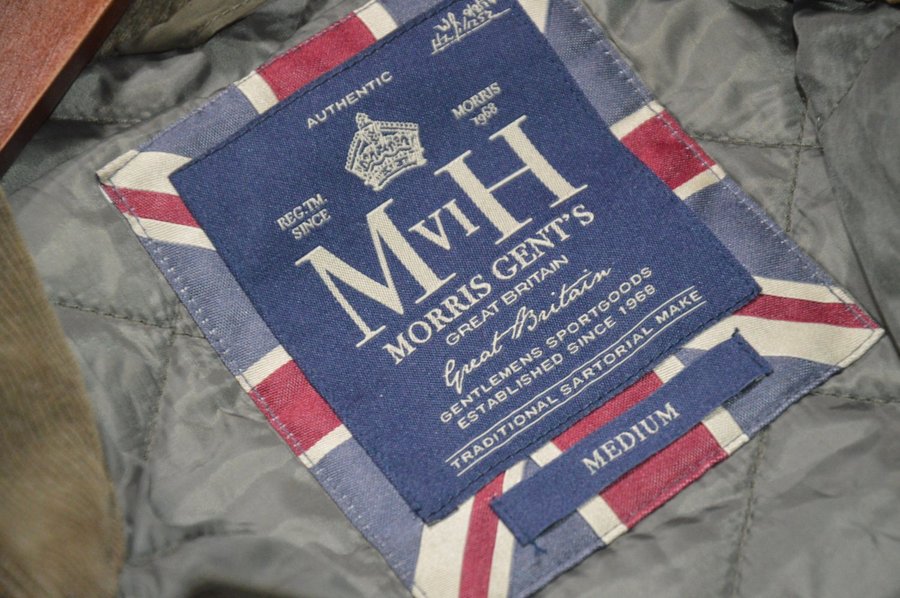 AUTHENTIC
REG.TM. SINCE
MORRIS 1968
MVIH
MORRIS GENT'S
GREAT BRITAIN
Great Britain
GENTLEMENS SPORTGOODS
ESTABLISHED SINCE 1968
TRADITIONAL SARTORIAL MAKE
MEDIUM